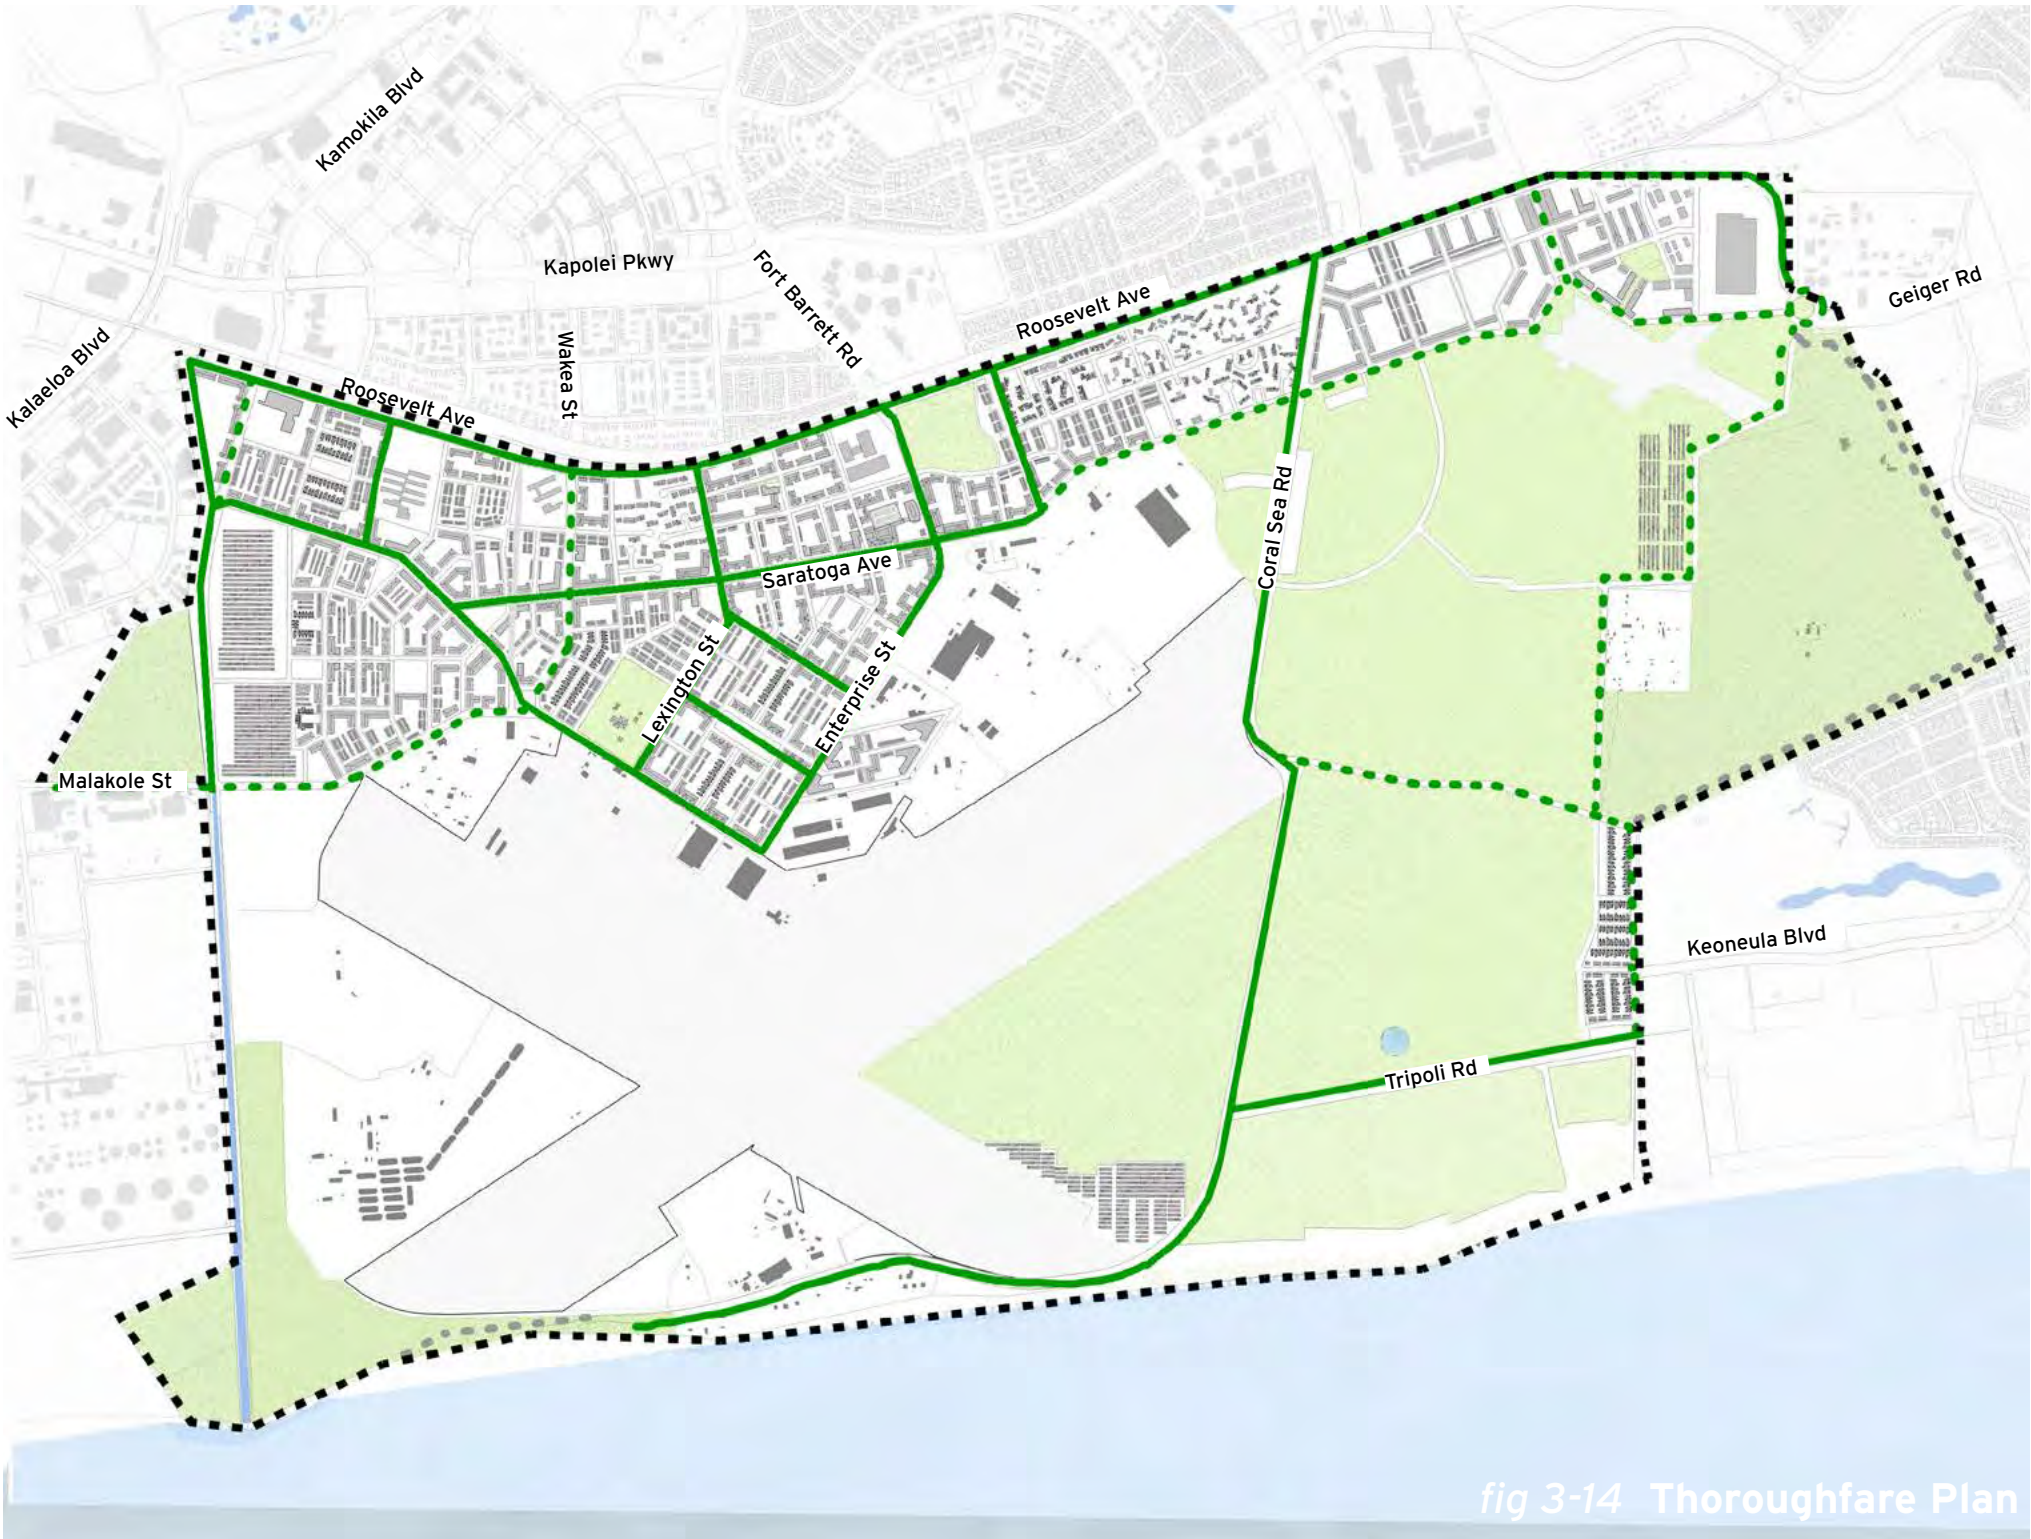 Kamokila Blvd
Kapolei Pkwy
Fort Barrett Rd
Geiger Rd
Roosevelt Ave
Kalaeloa Blvd
Wakea St
Roosevelt Ave
Coral Sea Rd
Saratoga Ave
Lexington St
Enterprise St
Malakole St
Keoneula Blvd
Tripoli Rd
fig 3-14 Thoroughfare Plan